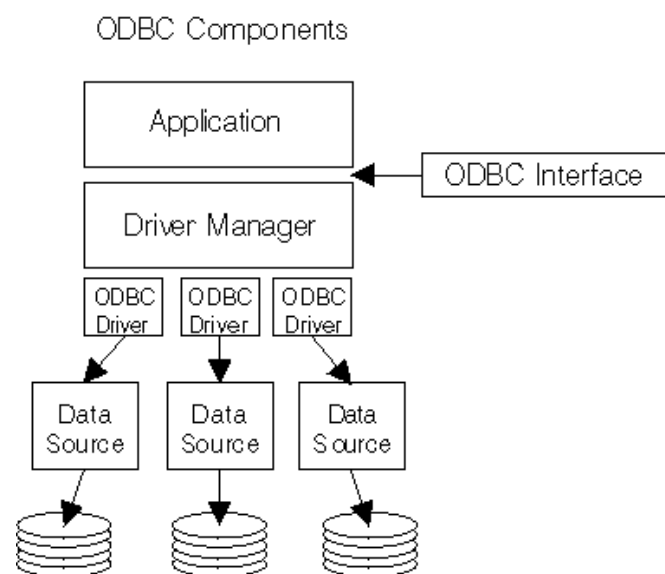 ODBC Components
Application
ODBC Interface
Driver Manager
ODBC
Driver
ODBC
Driver
ODBC
Driver
Data
Source
Data
Source
Data
Source